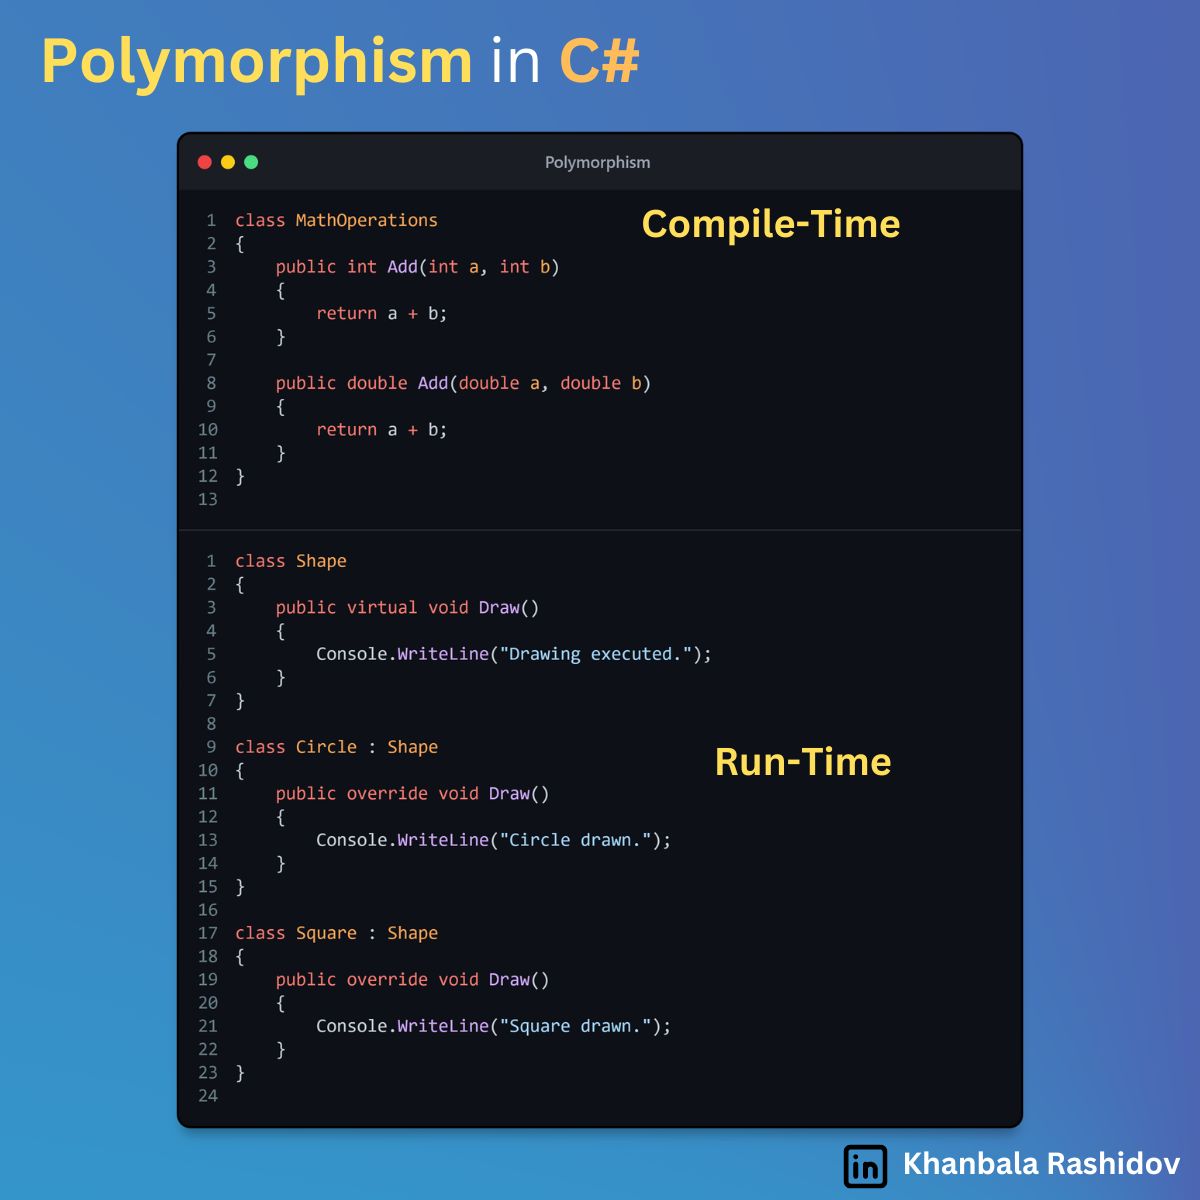 Polymorphism in C#
Polymorphism
Compile-Time
1 class MathOperations
2 {
3     public int Add(int a, int b)
4     {
5         return a + b;
6     }
7
8     public double Add(double a, double b)
9     {
10         return a + b;
11     }
12 }
13
1 class Shape
2 {
3     public virtual void Draw()
4     {
5         Console.WriteLine("Drawing executed.");
6     }
7 }
8
9 class Circle : Shape
Run-Time
10 {
11     public override void Draw()
12     {
13         Console.WriteLine("Circle drawn.");
14     }
15 }
16
17 class Square : Shape
18 {
19     public override void Draw()
20     {
21         Console.WriteLine("Square drawn.");
22     }
23 }
24
in Khanbala Rashidov